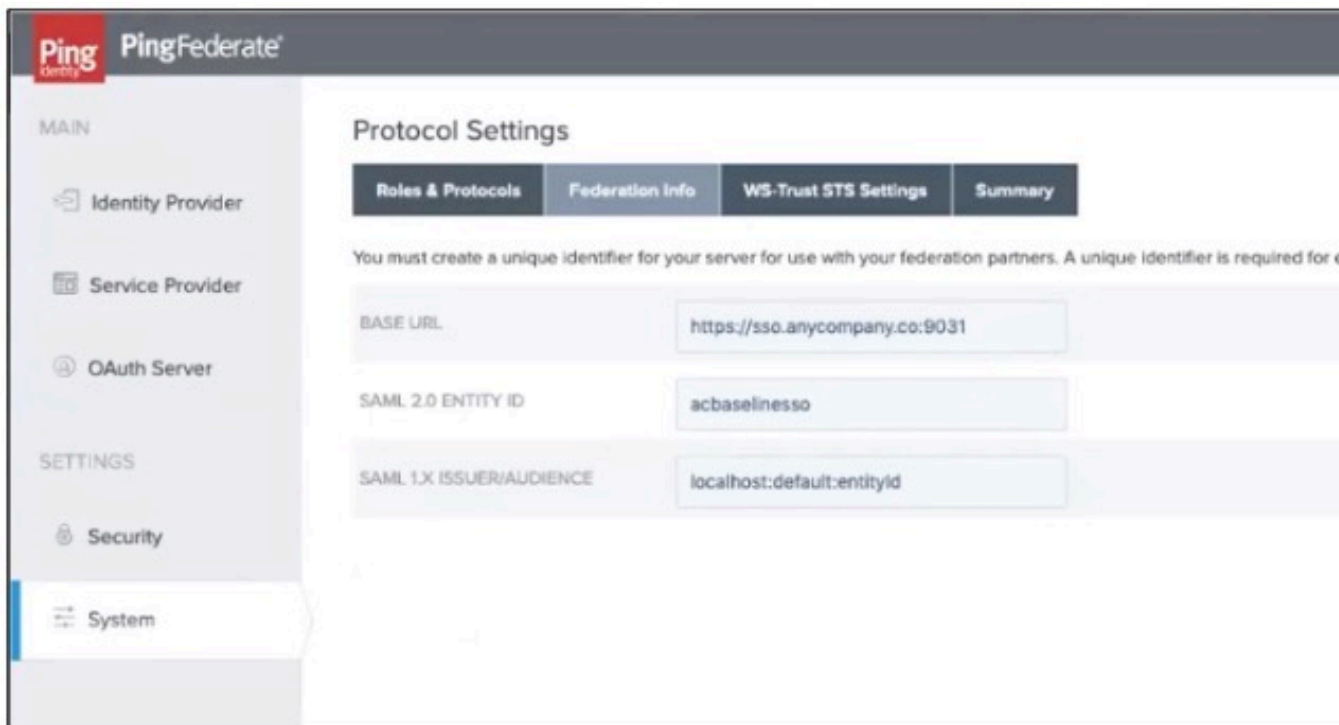 Ping
Identity
PingFederate®
MAIN
Identity Provider
Service Provider
OAuth Server
SETTINGS
Security
System
Protocol Settings
Roles & Protocols Federation Info WS-Trust STS Settings Summary
You must create a unique identifier for your server for use with your federation partners. A unique identifier is required for e
BASE URL https://sso.anycompany.co:9031
SAML 2.0 ENTITY ID acbaselinesso
SAML 1.X ISSUER/AUDIENCE localhost:default:entityId